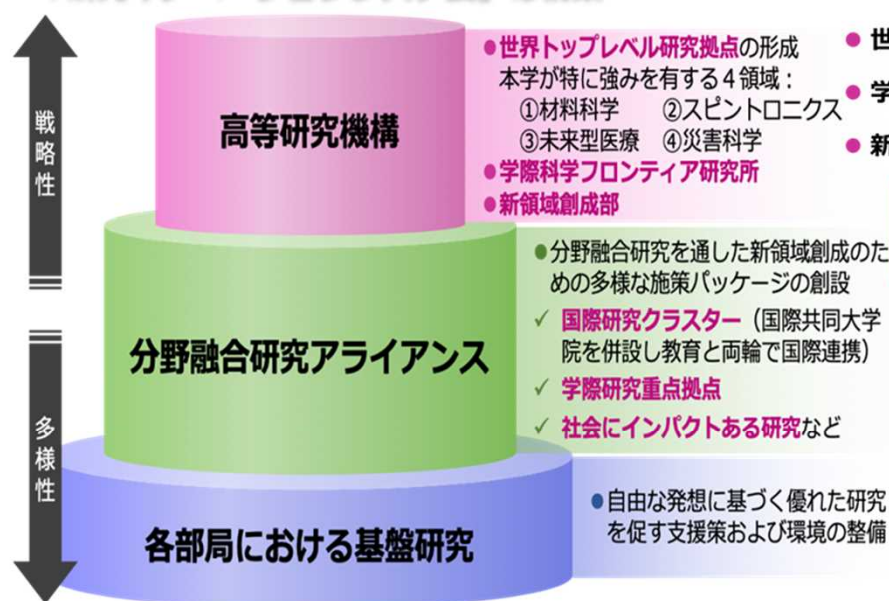 戦略性
多様性
高等研究機構
●世界トップレベル研究拠点の形成
本学が特に強みを有する4領域：
①材料科学 ②スピントロニクス
③未来型医療 ④災害科学
●学際科学フロンティア研究所
●新領域創成部
● 世
● 学
● 新
分野融合研究アライアンス
●分野融合研究を通した新領域創成のた
めの多様な施策パッケージの創設
✓ 国際研究クラスター（国際共同大学
院を併設し教育と両輪で国際連携）
✓ 学際研究重点拠点
✓ 社会にインパクトある研究など
各部局における基盤研究
●自由な発想に基づく優れた研究
を促す支援策および環境の整備